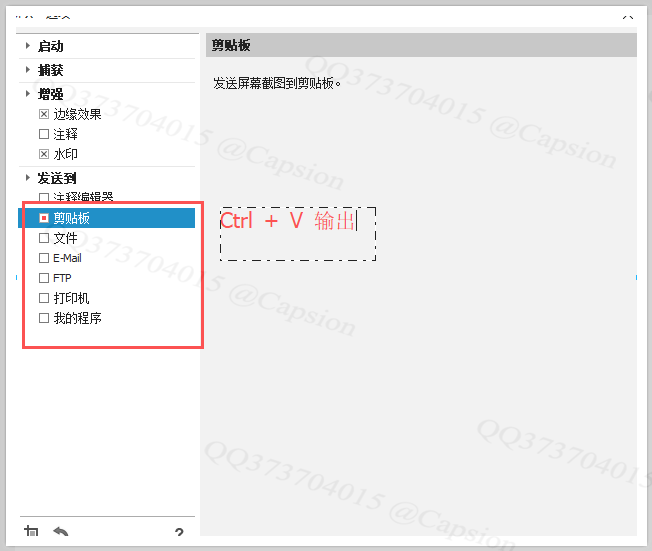 启动
捕获
增强
边缘效果
注释
水印
发送到
注释编辑器
剪贴板
文件
E-Mail
FTP
打印机
我的程序
?
剪贴板
发送屏幕截图到剪贴板。
Ctrl + V 输出
QQ373704015 @Capsion
QQ373704015 @Capsion
QQ373704015 @Capsion
QQ373704015 @Capsion
QQ373704015